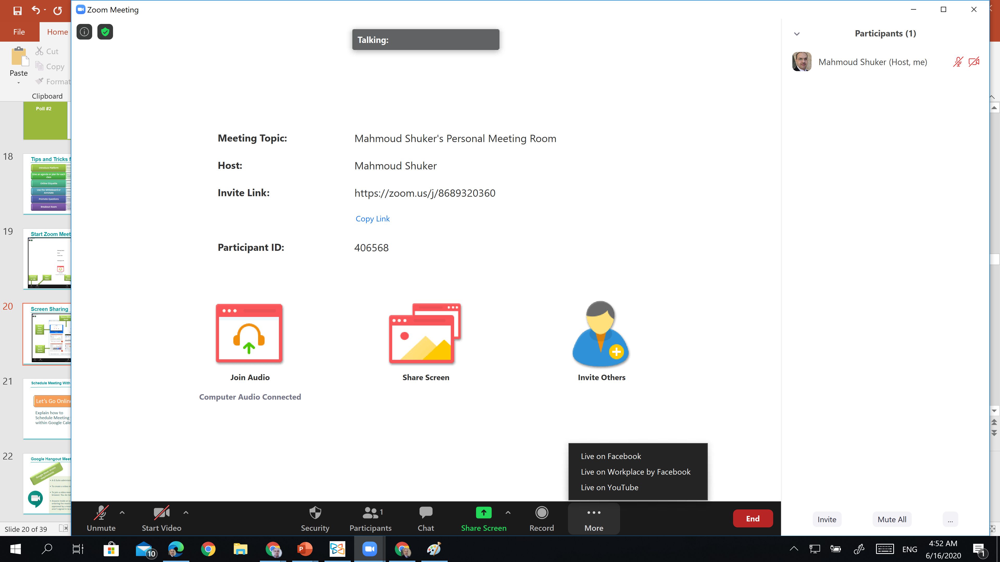 Zoom Meeting
File
Home
Cut
Copy
Paste
Format
Clipboard
Poll #2
18
Tips and Tricks f
Introduce Platform
Give an agenda or plan for each
class
Online Etiquette
Use the Whiteboard or
Annotate
Promote Questions
Breakout Room
19
Start Zoom Meet
20
Screen Sharing
21
Schedule Meeting With
Let's Go Online
Explain how to
Schedule Meeting
within Google Cale
22
Google Hangout Meet
Google Meet access
requirements
Slide 20 of 39
Talking:
Meeting Topic:
Mahmoud Shuker's Personal Meeting Room
Host:
Mahmoud Shuker
Invite Link:
https://zoom.us/j/8689320360
Copy Link
Participant ID:
406568
Join Audio
Share Screen
Invite Others
Computer Audio Connected
Live on Facebook
Live on Workplace by Facebook
Live on YouTube
Unmute
Start Video
Security
1
Participants
Chat
Share Screen
Record
More
End
Participants (1)
Mahmoud Shuker (Host, me)
Invite
Mute All
...
10
ENG
4:52 AM
6/16/2020
1